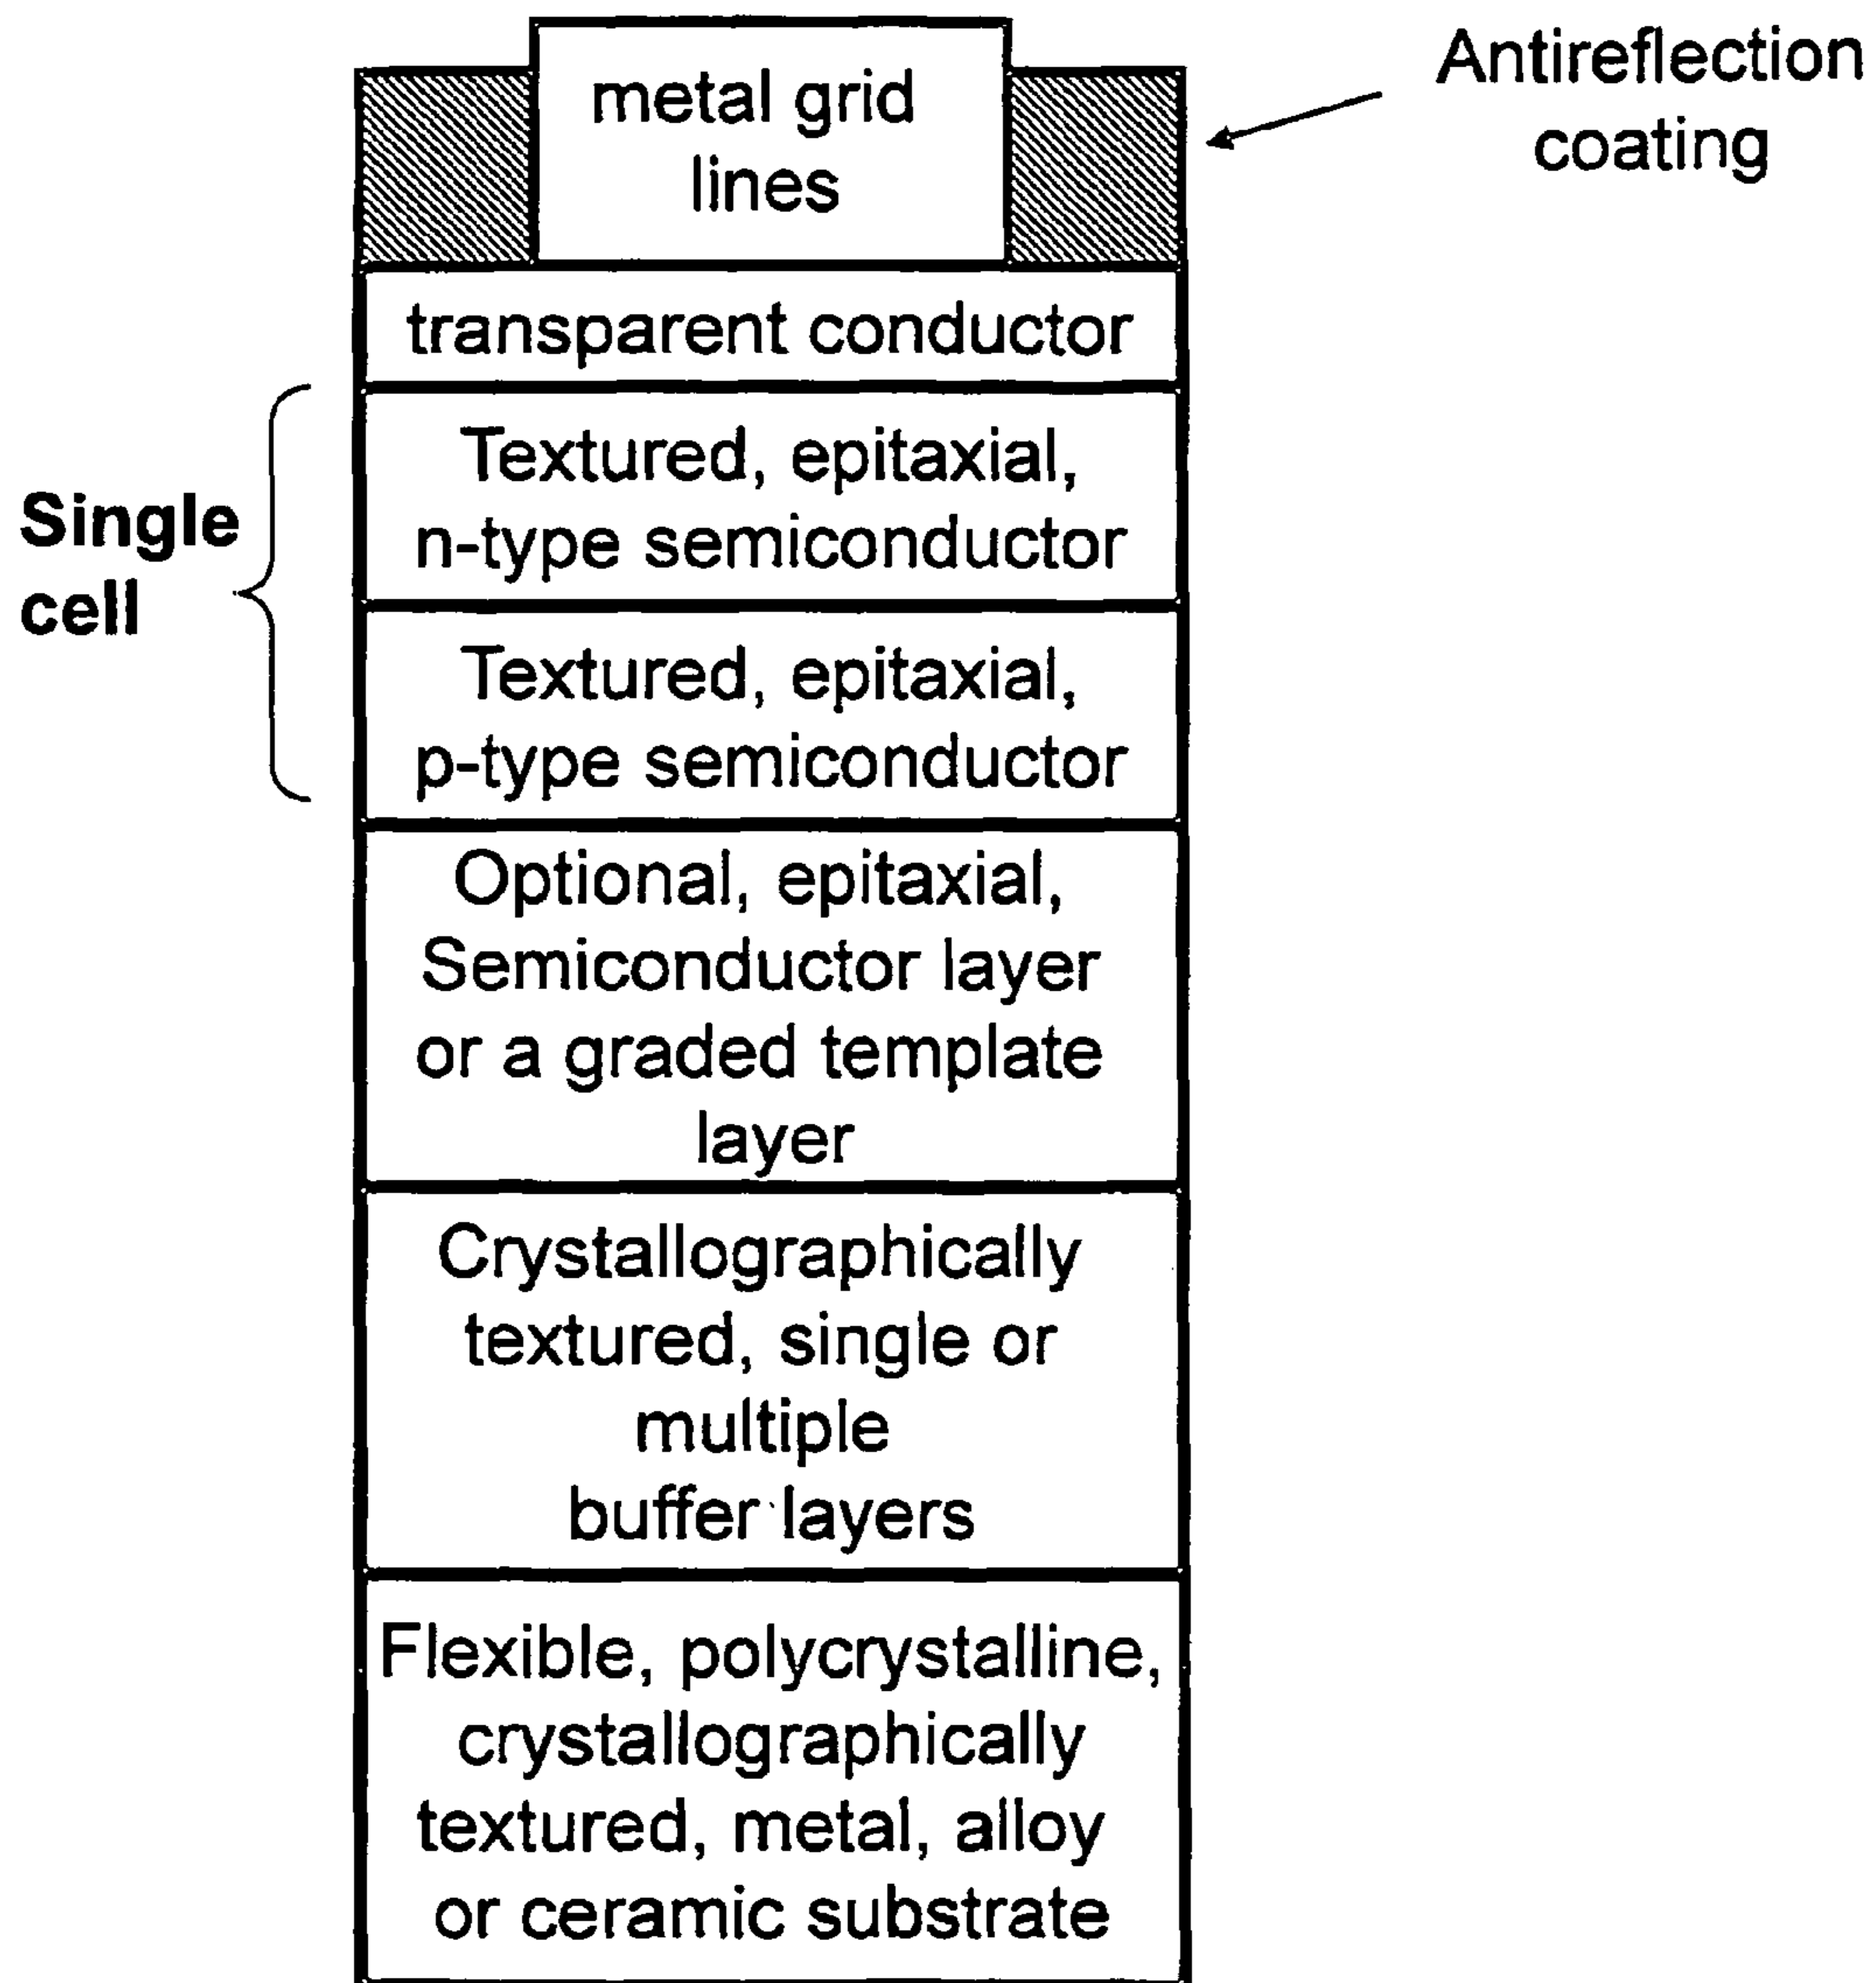 metal grid
lines
Antireflection
coating
transparent conductor
Single
cell
Textured, epitaxial,
n-type semiconductor
Textured, epitaxial,
p-type semiconductor
Optional, epitaxial,
Semiconductor layer
or a graded template
layer
Crystallographically
textured, single or
multiple
buffer layers
Flexible, polycrystalline,
crystallographically
textured, metal, alloy
or ceramic substrate